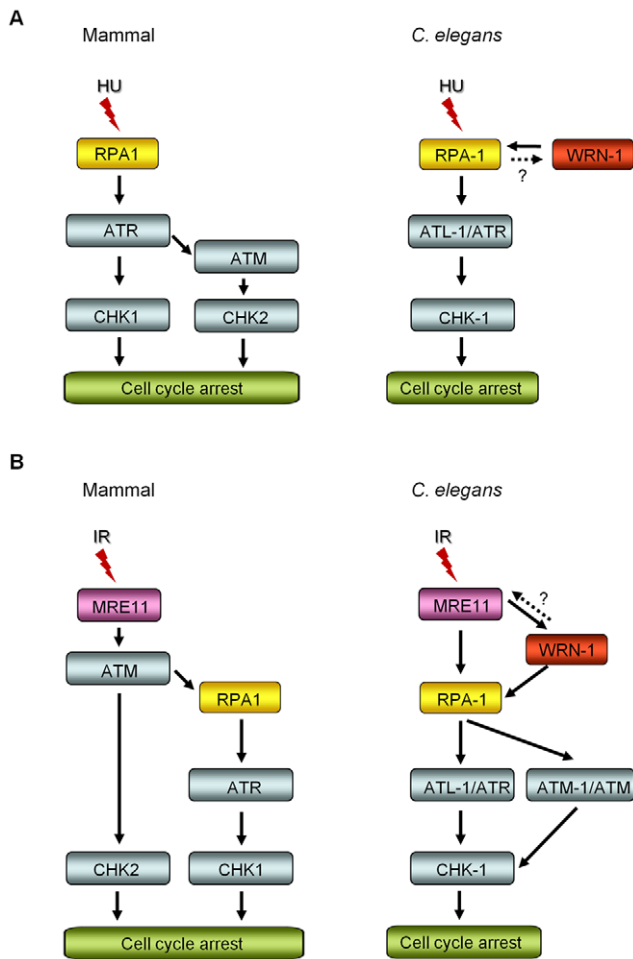 A
Mammal
C. elegans
HU
HU
RPA1
RPA-1
WRN-1
?
ATR
ATL-1/ATR
ATM
CHK1
CHK2
CHK-1
Cell cycle arrest
Cell cycle arrest
B
Mammal
C. elegans
IR
IR
MRE11
MRE11
?
WRN-1
ATM
RPA1
RPA-1
ATR
ATL-1/ATR
ATM-1/ATM
CHK2
CHK1
CHK-1
Cell cycle arrest
Cell cycle arrest